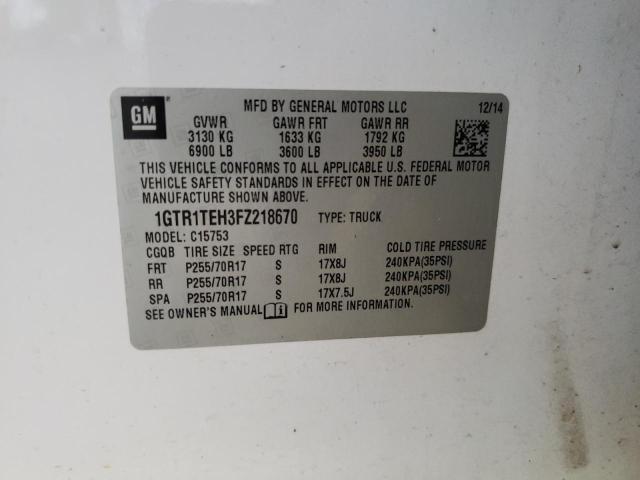 GM
MFD BY GENERAL MOTORS LLC 12/14
GVWR GAWR FRT GAWR RR
3130 KG 1633 KG 1792 KG
6900 LB 3600 LB 3950 LB
THIS VEHICLE CONFORMS TO ALL APPLICABLE U.S. FEDERAL MOTOR
VEHICLE SAFETY STANDARDS IN EFFECT ON THE DATE OF
MANUFACTURE SHOWN ABOVE.
1GTR1TEH3FZ218670 TYPE: TRUCK
MODEL: C15753
CGQB TIRE SIZE SPEED RTG RIM COLD TIRE PRESSURE
FRT P255/70R17 S 17X8J 240KPA(35PSI)
RR P255/70R17 S 17X8J 240KPA(35PSI)
SPA P255/70R17 S 17X7.5J 240KPA(35PSI)
SEE OWNER'S MANUAL FOR MORE INFORMATION.